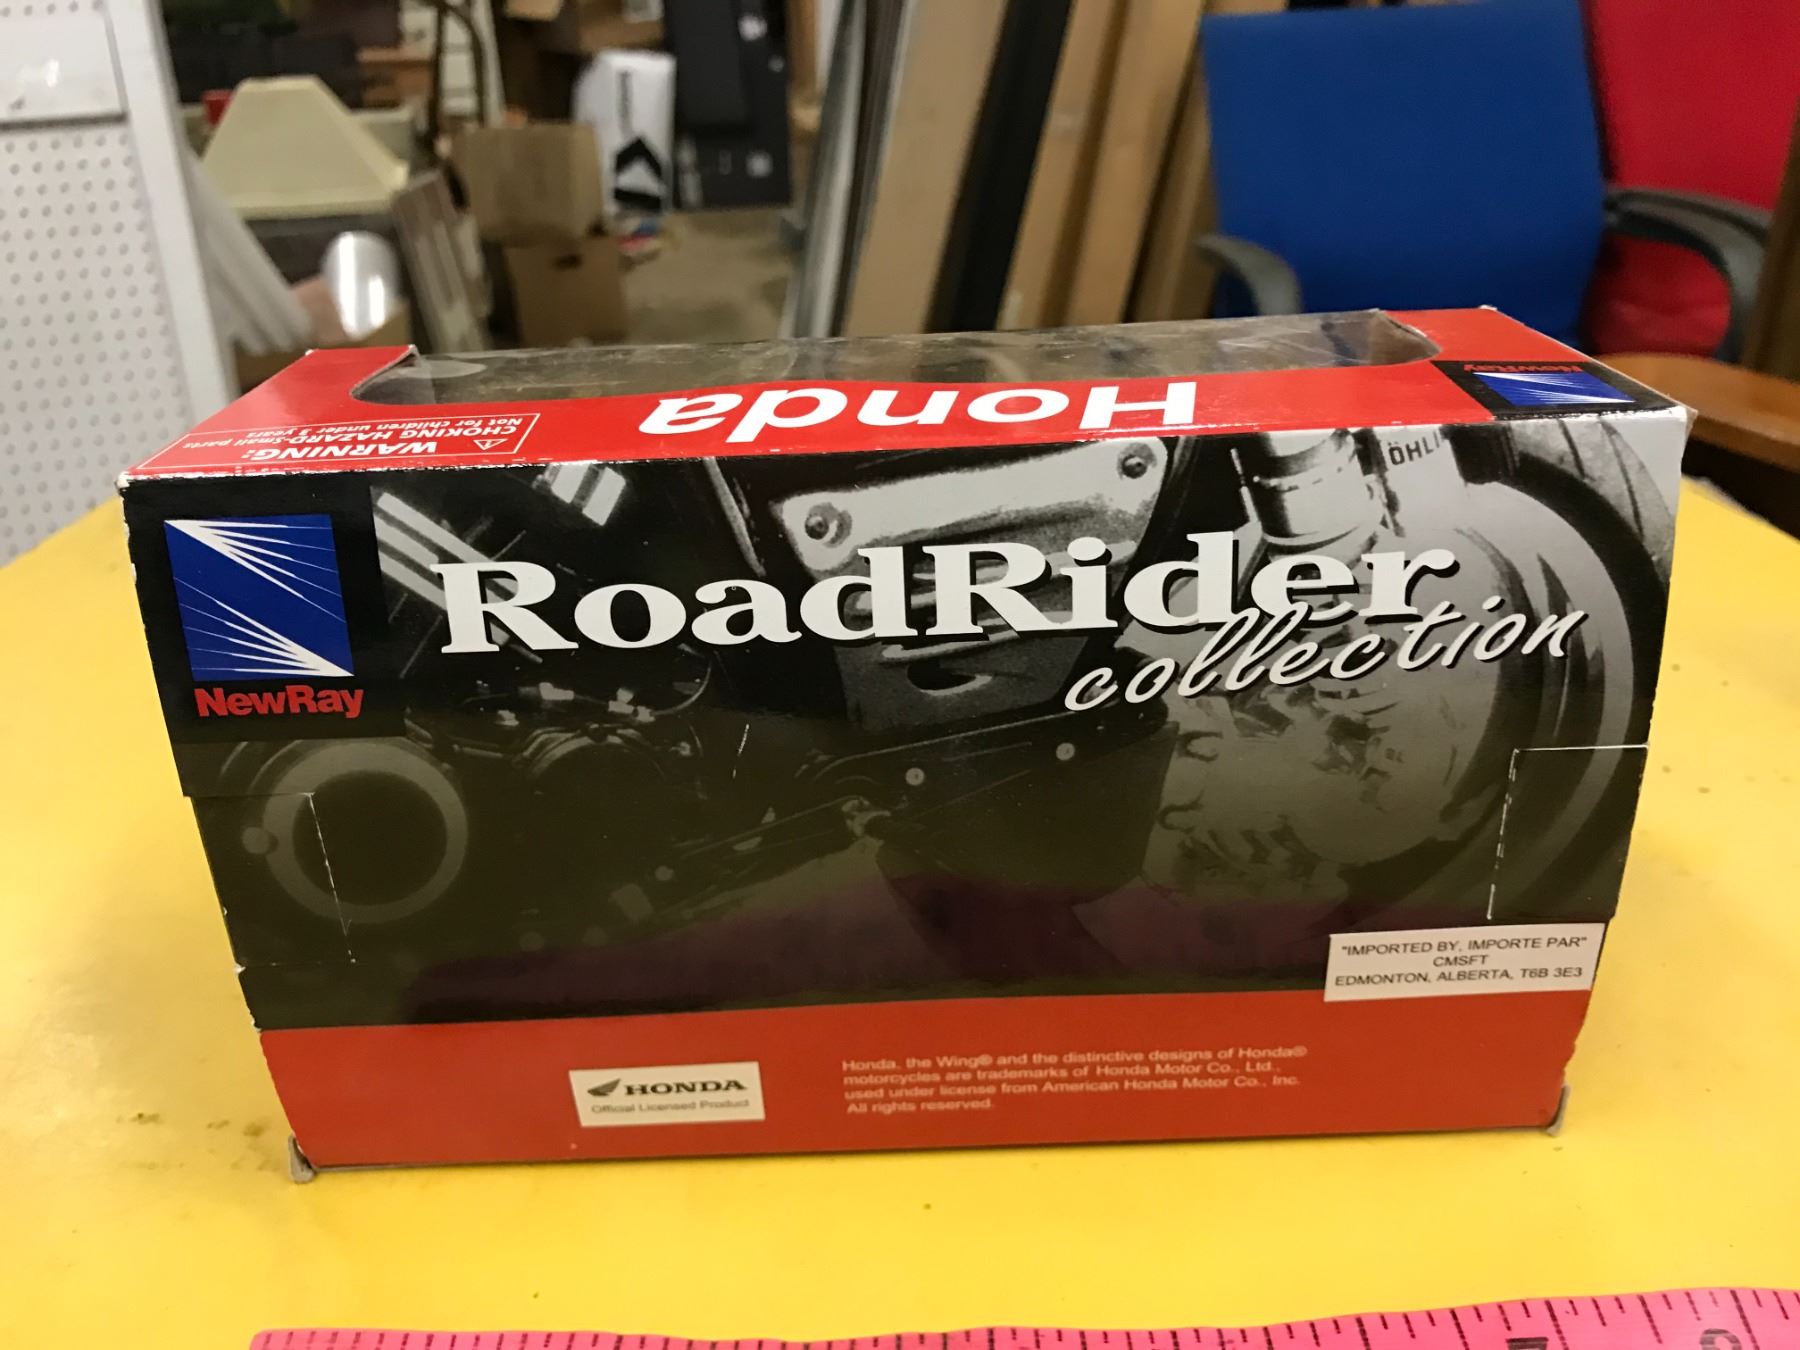 Honda
NewRay
WARNING:
CHOKING HAZARD-Small parts
Not for children under 3 years
ÖHLI
RoadRider
collection
NewRay
"IMPORTED BY, IMPORTE PAR"
CMSFT
EDMONTON, ALBERTA, T6B 3E3
HONDA
Official Licensed Product
Honda, the Wing® and the distinctive designs of Honda®
motorcycles are trademarks of Honda Motor Co., Ltd.,
used under license from American Honda Motor Co., Inc.
All rights reserved.